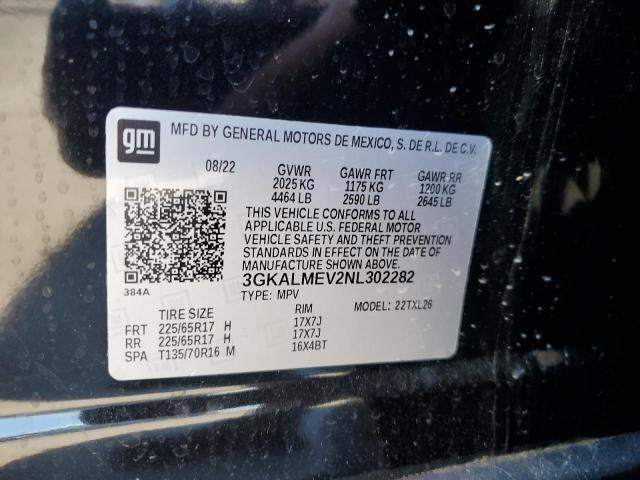 gm
MFD BY GENERAL MOTORS DE MEXICO, S. DE R.L. DE C.V.
08/22 GVWR GAWR FRT GAWR RR
2025 KG 1175 KG 1200 KG
4464 LB 2590 LB 2645 LB
THIS VEHICLE CONFORMS TO ALL
APPLICABLE U.S. FEDERAL MOTOR
VEHICLE SAFETY AND THEFT PREVENTION
STANDARDS IN EFFECT ON THE DATE OF
MANUFACTURE SHOWN ABOVE.
384A
3GKALMEV2NL302282
TYPE: MPV MODEL: 22TXL26
TIRE SIZE RIM
FRT 225/65R17 H 17X7J
RR 225/65R17 H 17X7J
SPA T135/70R16 M 16X4BT